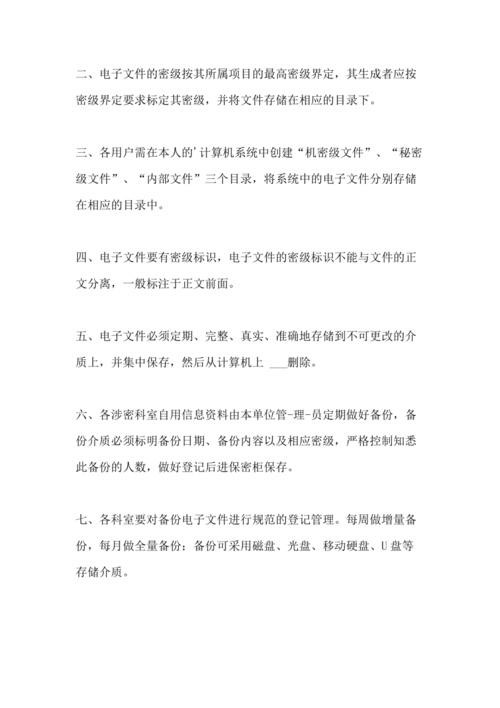 二、电子文件的密级按其所属项目的最高密级界定，其生成者应按
密级界定要求标定其密级，并将文件存储在相应的目录下。
三、各用户需在本人的'计算机系统中创建“机密级文件”、“秘密
级文件”、“内部文件”三个目录，将系统中的电子文件分别存储
在相应的目录中。
四、电子文件要有密级标识，电子文件的密级标识不能与文件的正
文分离，一般标注于正文前面。
五、电子文件必须定期、完整、真实、准确地存储到不可更改的介
质上，并集中保存，然后从计算机上 ___删除。
六、各涉密科室自用信息资料由本单位管-理-员定期做好备份，备
份介质必须标明备份日期、备份内容以及相应密级，严格控制知悉
此备份的人数，做好登记后进保密柜保存。
七、各科室要对备份电子文件进行规范的登记管理。每周做增量备
份，每月做全量备份；备份可采用磁盘、光盘、移动硬盘、U 盘等
存储介质。